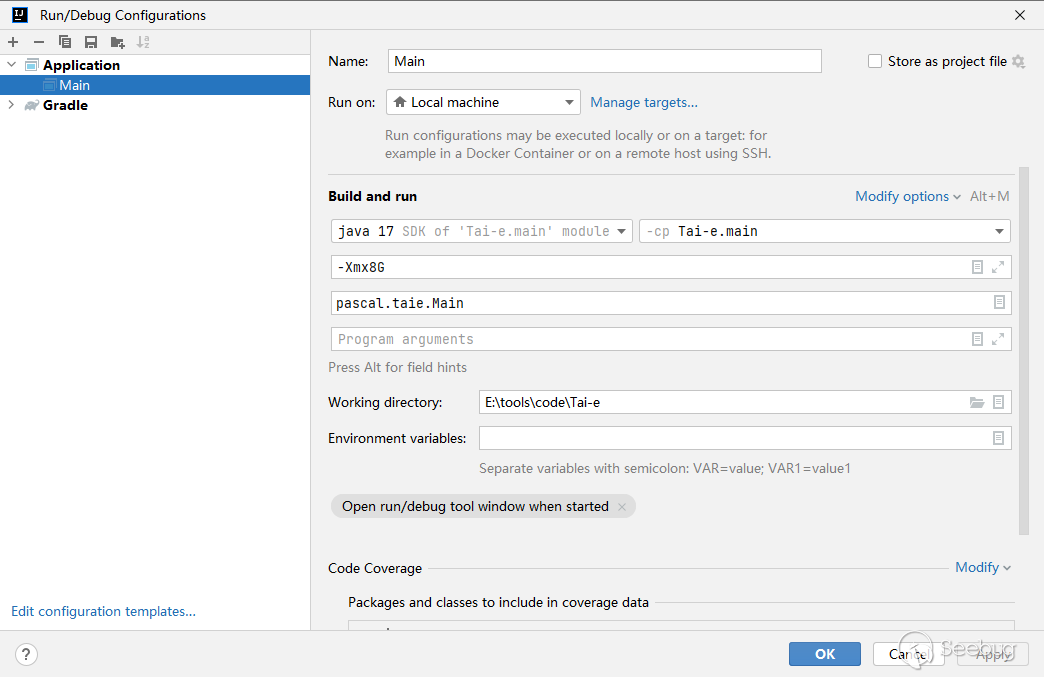 Run/Debug Configurations
Application
Main
Gradle
Edit configuration templates...
Name: Main Store as project file
Run on: Local machine Manage targets...
Run configurations may be executed locally or on a target: for
example in a Docker Container or on a remote host using SSH.
Build and run Modify options Alt+M
java 17 SDK of 'Tai-e.main' module -cp Tai-e.main
-Xmx8G
pascal.taie.Main
Program arguments
Press Alt for field hints
Working directory: E:\tools\code\Tai-e
Environment variables:
Separate variables with semicolon: VAR=value; VAR1=value1
Open run/debug tool window when started
Code Coverage Modify
Packages and classes to include in coverage data
? OK Cancel Apply
Seebug